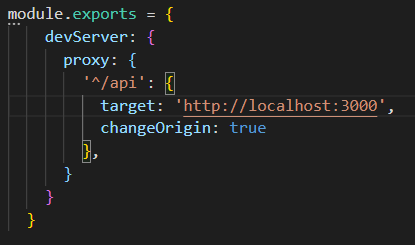 module.exports = {
devServer: {
proxy: {
'^/api': {
target: 'http://localhost:3000',
changeOrigin: true
},
}
}
}